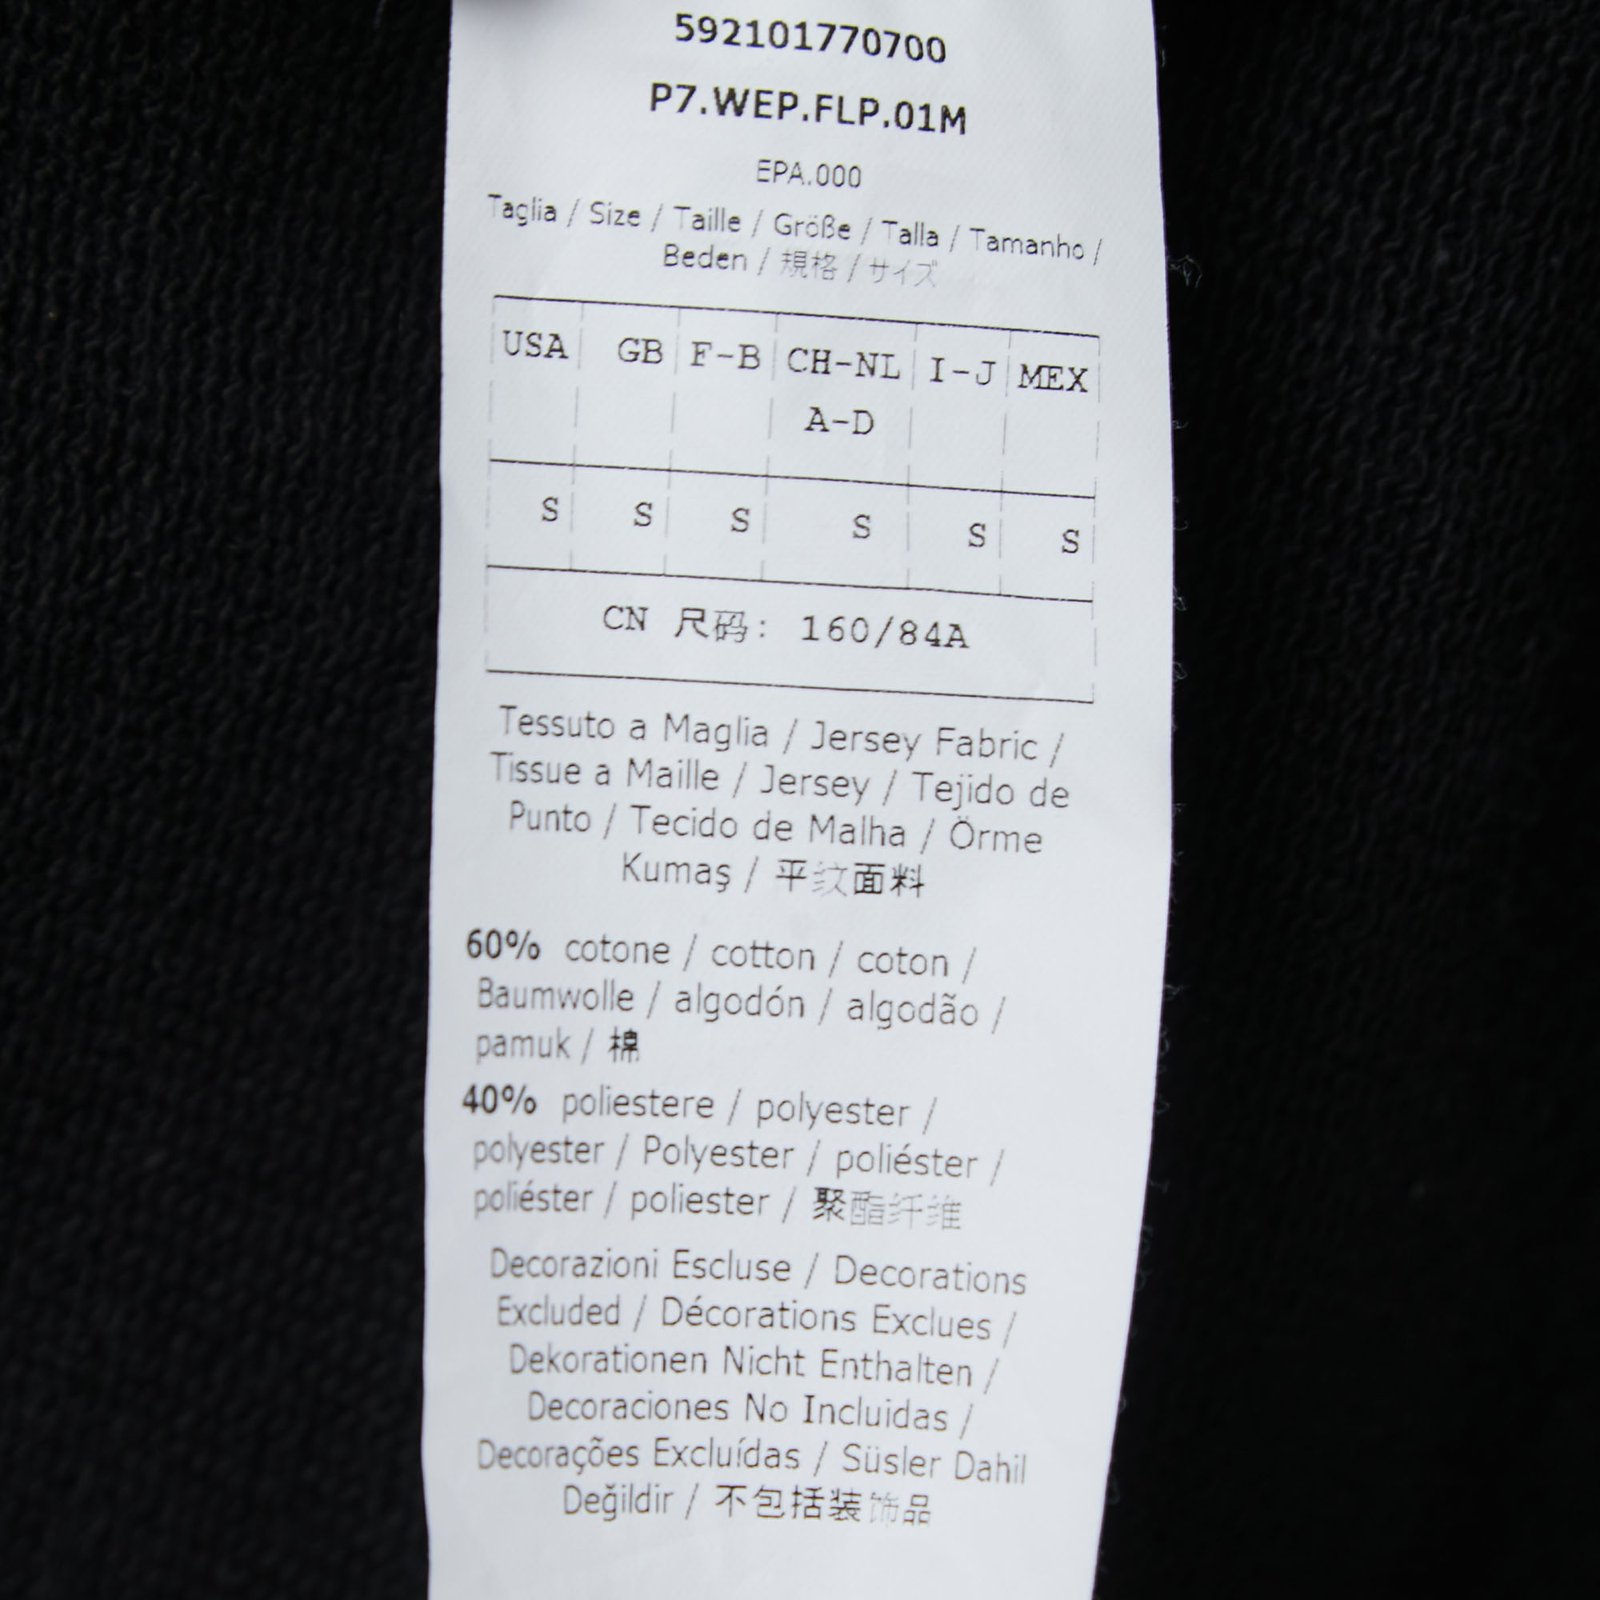 592101770700
P7.WEP.FLP.01M
EPA.000
Taglia / Size / Taille / Größe / Talla / Tamanho /
Beden / 規格 / サイズ
USA GB F-B CH-NL I-J MEX
A-D
S S S S S S
CN 尺码: 160/84A
Tessuto a Maglia / Jersey Fabric /
Tissue a Maille / Jersey / Tejido de
Punto / Tecido de Malha / Örme
Kumaş / 平纹面料
60% cotone / cotton / coton /
Baumwolle / algodón / algodão /
pamuk / 棉
40% poliestere / polyester /
polyester / Polyester / poliéster /
poliéster / poliester / 聚酯纤维
Decorazioni Escluse / Decorations
Excluded / Décorations Exclues /
Dekorationen Nicht Enthalten /
Decoraciones No Incluidas /
Decorações Excluídas / Süsler Dahil
Değildir / 不包括装饰品